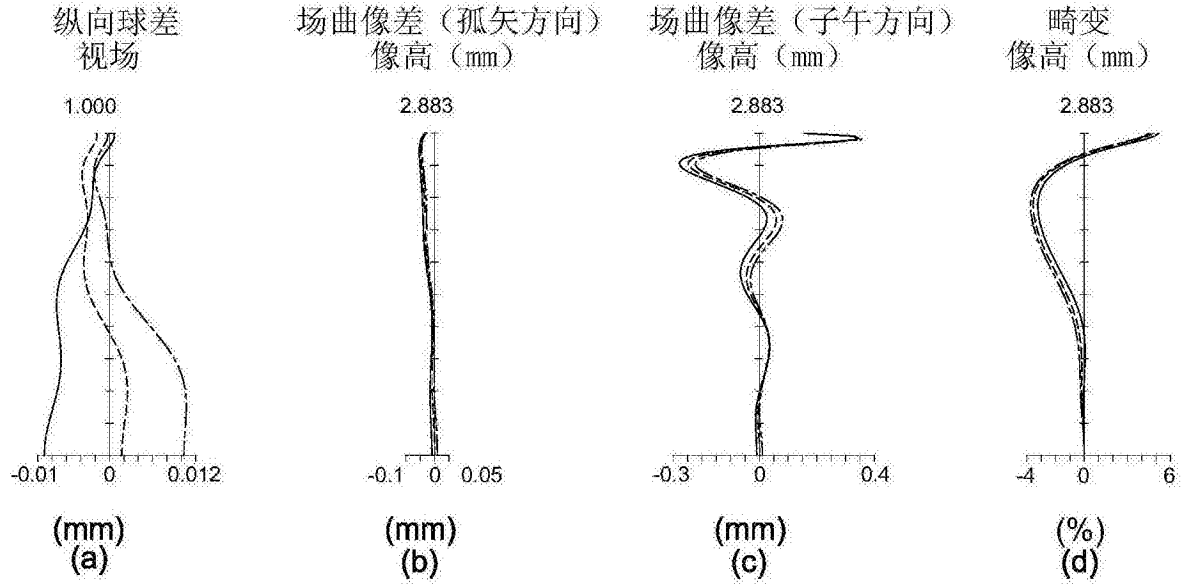 纵向球差
视场
1.000
-0.01 0 0.012
(mm)
(a)
场曲像差（孤矢方向）
像高（mm）
2.883
-0.1 0 0.05
(mm)
(b)
场曲像差（子午方向）
像高（mm）
2.883
-0.3 0 0.4
(mm)
(c)
畸变
像高（mm）
2.883
-4 0 6
(%)
(d)